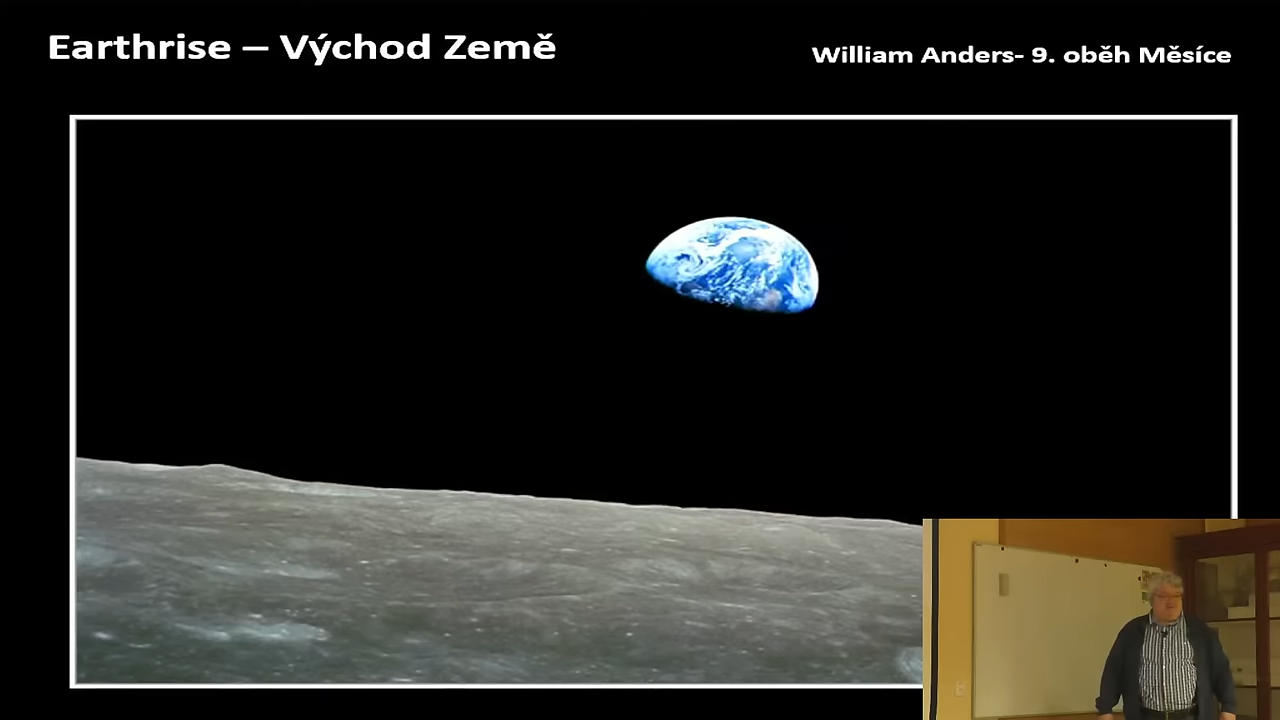 Earthrise – Východ Země
William Anders- 9. oběh Měsíce